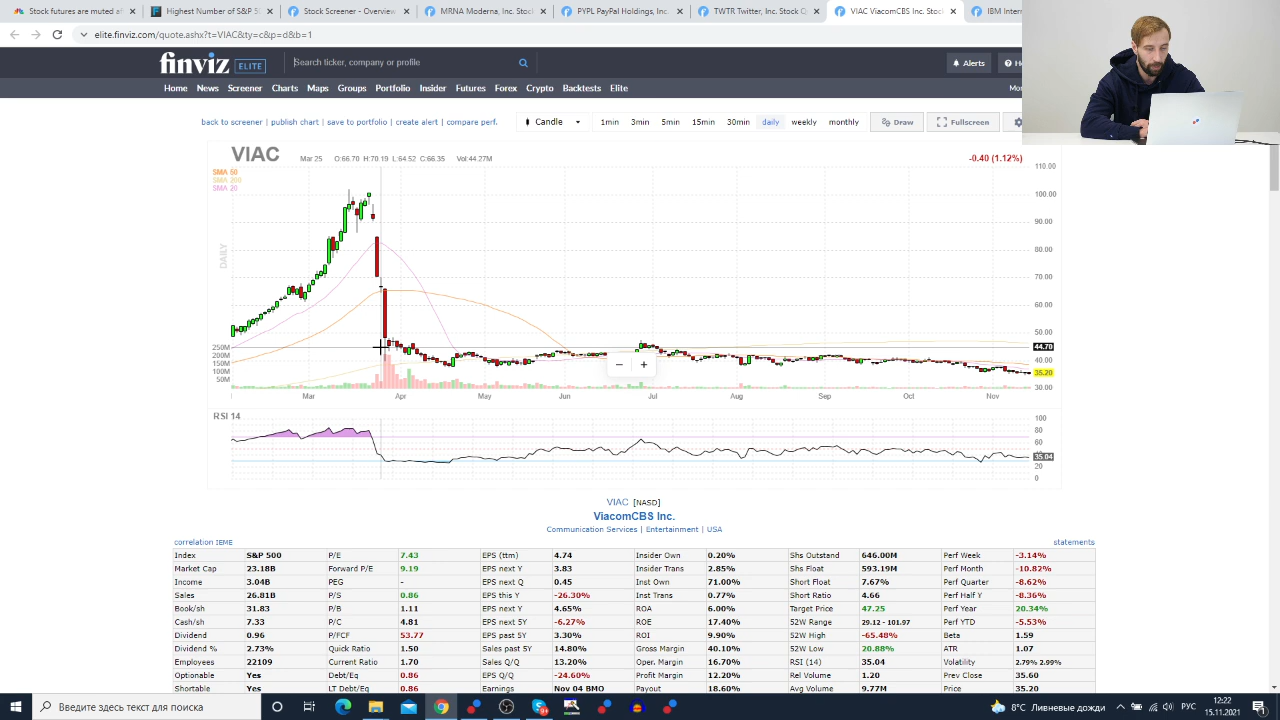 Stock futures are muted af
Highest Number of S&P 50
Stock Screener - Overview
MRNA Moderna, Inc. Stock
PYPL PayPal Holdings, Inc.
TWTR Twitter, Inc. Stock Qu
VIAC ViacomCBS Inc. Stock
IBM Intern
elite.finviz.com/quote.ashx?t=VIAC&ty=c&p=d&b=1
finviz ELITE Search ticker, company or profile Alerts He
Home News Screener Charts Maps Groups Portfolio Insider Futures Forex Crypto Backtests Elite Mon
back to screener | publish chart | save to portfolio | create alert | compare perf. Candle 1min 3min 5min 15min 30min daily weekly monthly Draw Fullscreen
VIAC Mar 25 O:66.70 H:70.19 L:64.52 C:66.35 Vol:44.27M -0.40 (1.12%)
SMA 50
SMA 200
SMA 20
DAILY
110.00
100.00
90.00
80.00
70.00
60.00
50.00
44.70
40.00
35.20
30.00
250M
200M
150M
100M
50M
Mar Apr May Jun Jul Aug Sep Oct Nov
RSI 14
100
80
60
35.04
20
0
VIAC [NASD]
ViacomCBS Inc.
Communication Services | Entertainment | USA
correlation IEME statements
Index S&P 500 P/E 7.43 EPS (ttm) 4.74 Insider Own 0.20% Shs Outstand 646.00M Perf Week -3.14%
Market Cap 23.18B Forward P/E 9.19 EPS next Y 3.83 Insider Trans 2.85% Shs Float 593.19M Perf Month -10.82%
Income 3.04B PEG - EPS next Q 0.45 Inst Own 71.00% Short Float 7.67% Perf Quarter -8.62%
Sales 26.81B P/S 0.86 EPS this Y -26.30% Inst Trans 0.77% Short Ratio 4.66 Perf Half Y -8.36%
Book/sh 31.83 P/B 1.11 EPS next Y 4.65% ROA 6.00% Target Price 47.25 Perf Year 20.34%
Cash/sh 7.33 P/C 4.81 EPS next 5Y -6.27% ROE 17.40% 52W Range 29.12 - 101.97 Perf YTD -5.53%
Dividend 0.96 P/FCF 53.77 EPS past 5Y 3.30% ROI 9.90% 52W High -65.48% Beta 1.59
Dividend % 2.73% Quick Ratio 1.50 Sales past 5Y 14.80% Gross Margin 40.10% 52W Low 20.88% ATR 1.07
Employees 22109 Current Ratio 1.70 Sales Q/Q 13.20% Oper. Margin 16.70% RSI (14) 35.04 Volatility 2.79% 2.99%
Optionable Yes Debt/Eq 0.86 EPS Q/Q -24.60% Profit Margin 12.20% Rel Volume 1.20 Prev Close 35.60
Shortable Yes LT Debt/Eq 0.86 Earnings Nov 04 BMO Payout 18.60% Avg Volume 9.77M Price 35.20
Введите здесь текст для поиска 0°C РУС 12:22
15.11.2021